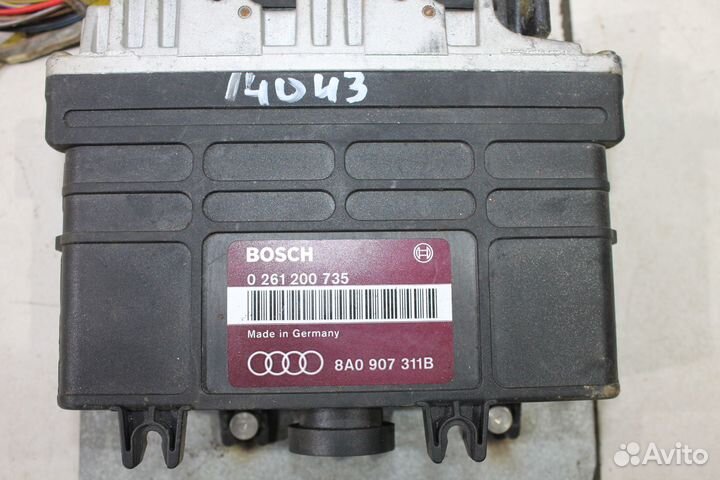 14043
BOSCH
0 261 200 735
Made in Germany
8A0 907 311B
Avito